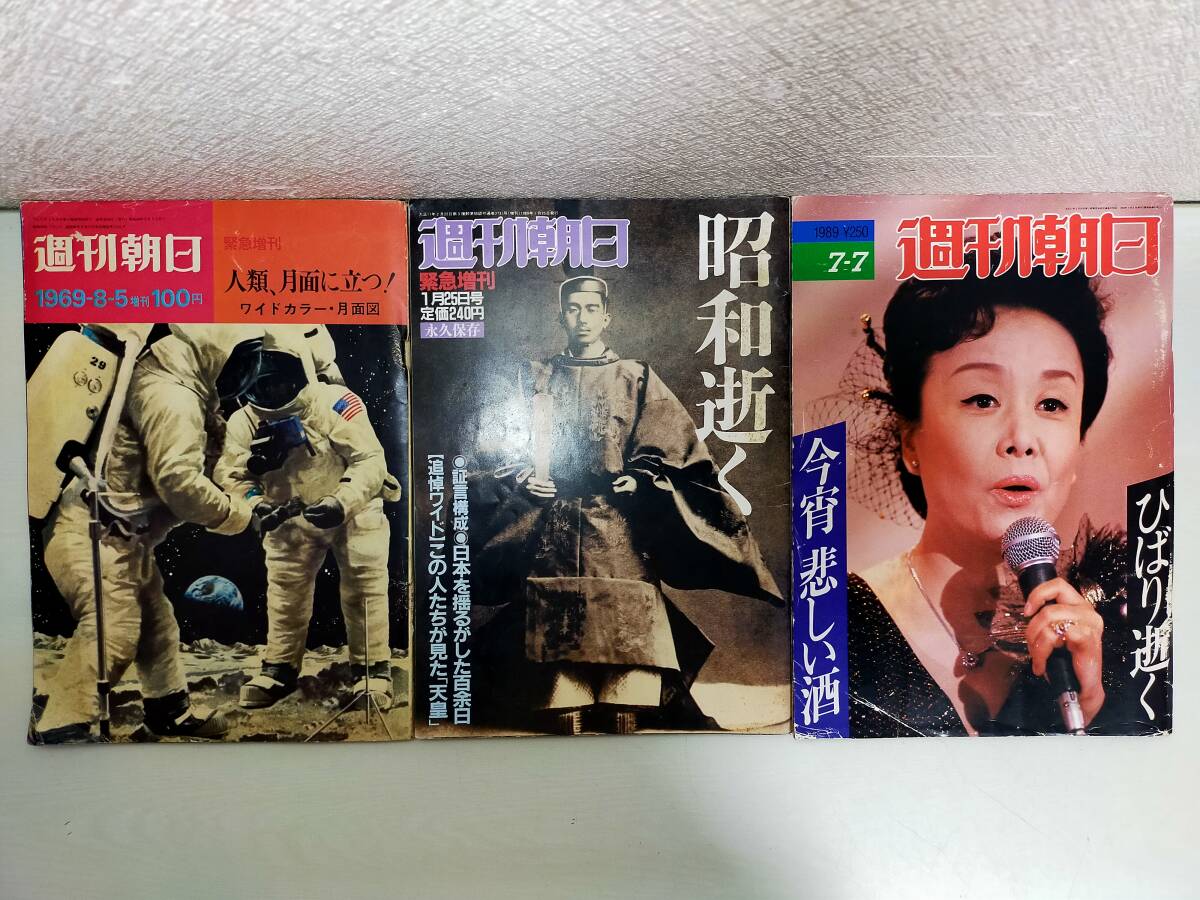 週刊朝日
緊急増刊
1969-8-5増刊 100円
人類、月面に立つ!
ワイドカラー・月面図
29
週刊朝日
緊急増刊
1月25日号
定価240円
永久保存
昭和逝く
●証言構成●日本を揺るがした百余日
【追悼ワイド】この人たちが見た「天皇」
1989 ¥250
7-7
週刊朝日
ひばり逝く
今宵 悲しい酒